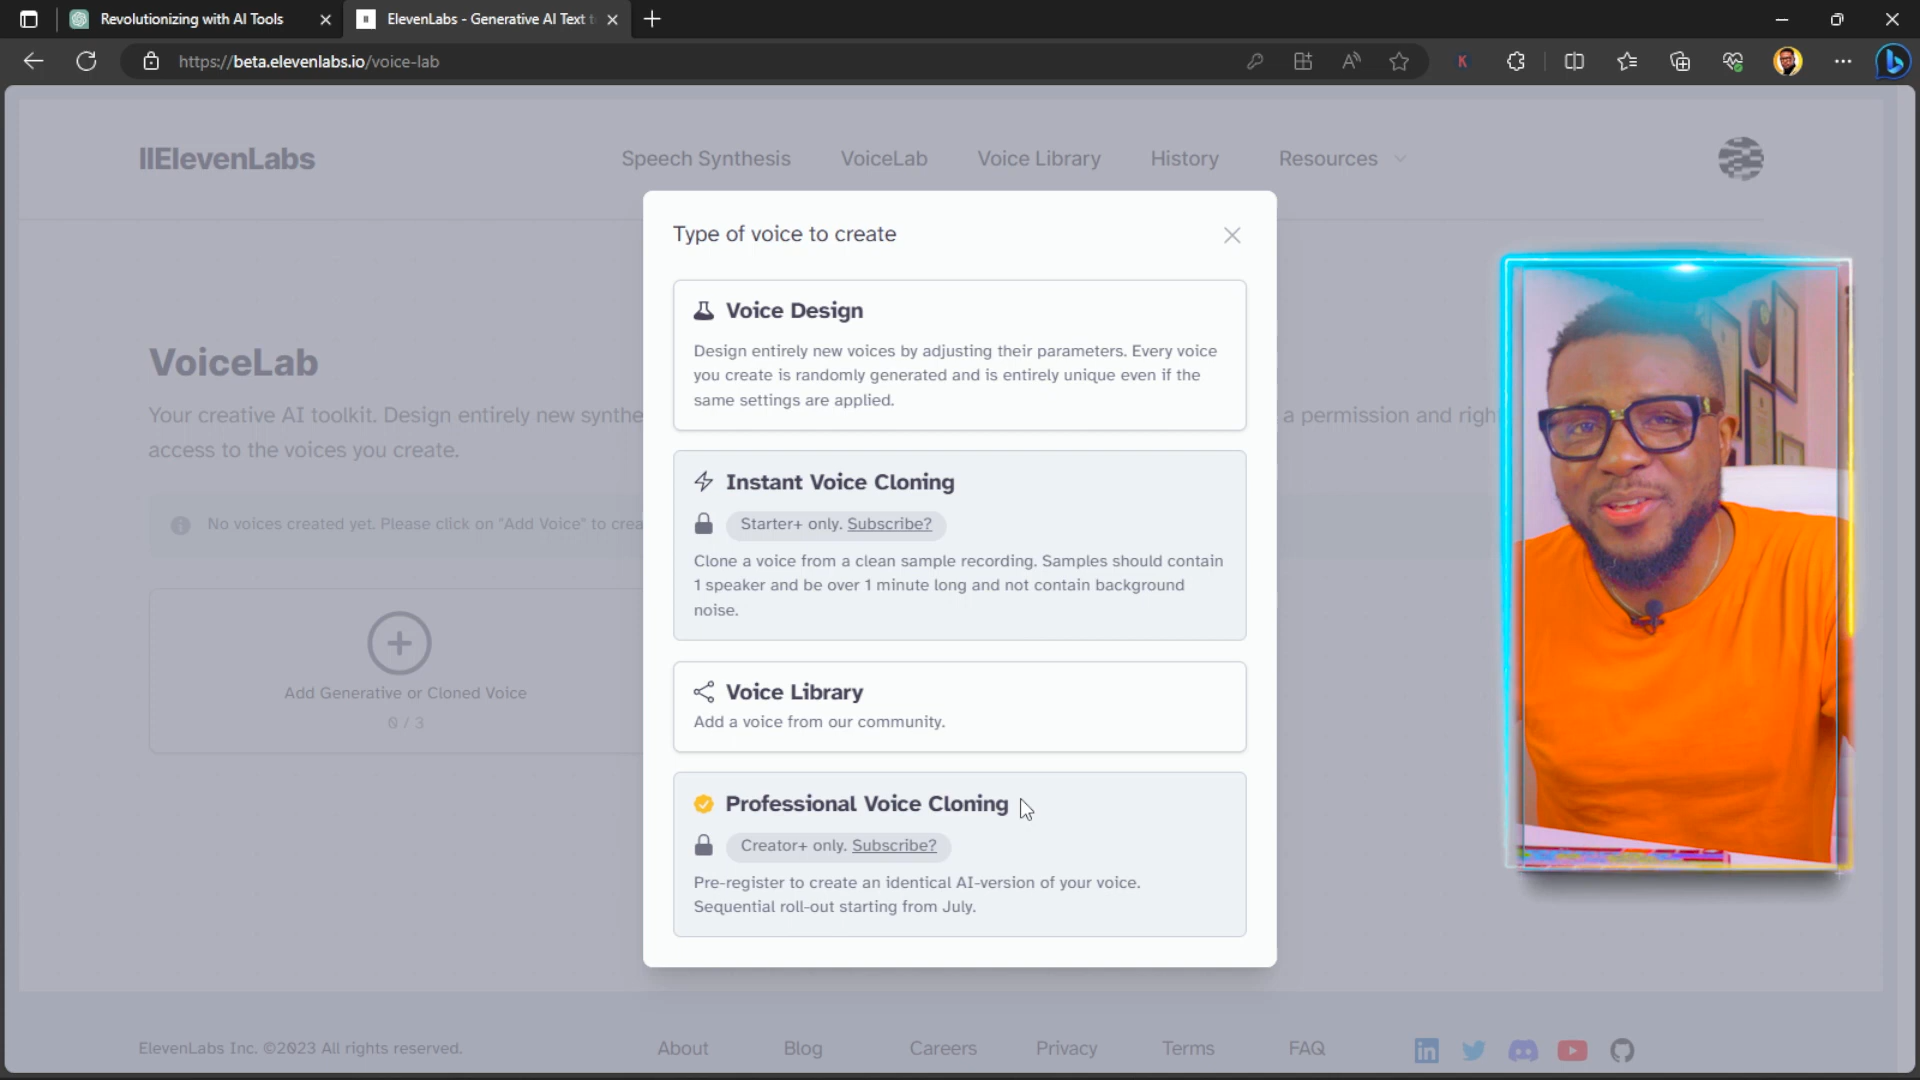 Revolutionizing with AI Tools
ElevenLabs - Generative AI Text t
https://beta.elevenlabs.io/voice-lab
K
IIElevenLabs
Speech Synthesis
VoiceLab
Voice Library
History
Resources
Type of voice to create
Voice Design
Design entirely new voices by adjusting their parameters. Every voice
you create is randomly generated and is entirely unique even if the
same settings are applied.
Instant Voice Cloning
Starter+ only. Subscribe?
Clone a voice from a clean sample recording. Samples should contain
1 speaker and be over 1 minute long and not contain background
noise.
Voice Library
Add a voice from our community.
Professional Voice Cloning
Creator+ only. Subscribe?
Pre-register to create an identical AI-version of your voice.
Sequential roll-out starting from July.
VoiceLab
Your creative AI toolkit. Design entirely new synthe
a permission and righ
access to the voices you create.
No voices created yet. Please click on "Add Voice" to crea
Add Generative or Cloned Voice
0 / 3
ElevenLabs Inc. ©2023 All rights reserved.
About
Blog
Careers
Privacy
Terms
FAQ